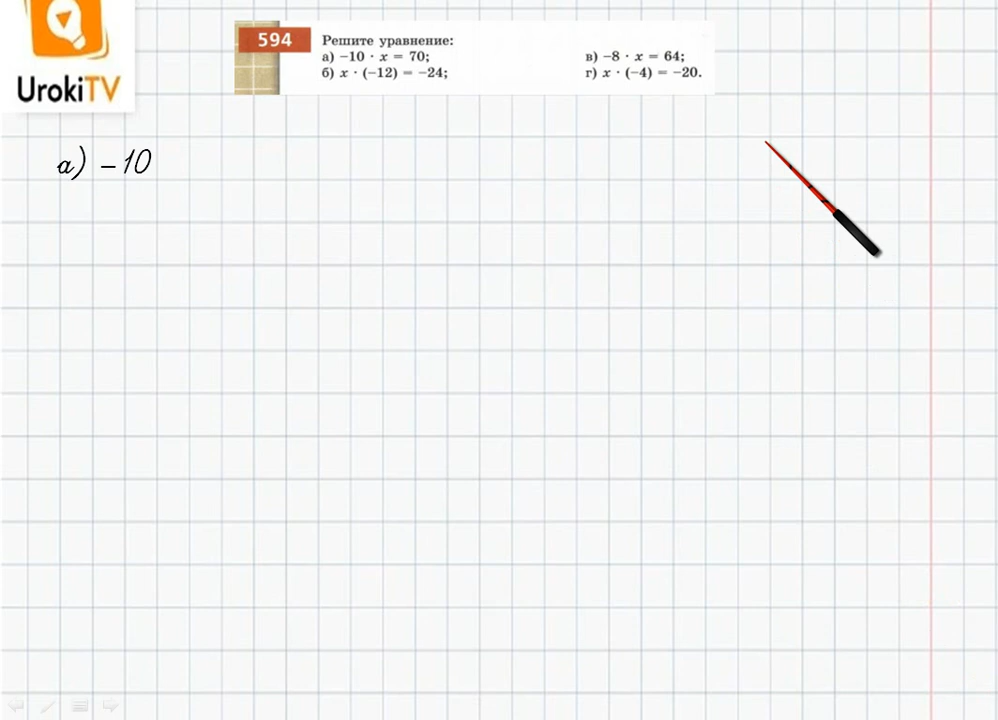 UrokiTV
594
Решите уравнение:
а) –10 · x = 70;
б) x · (–12) = –24;
в) –8 · x = 64;
г) x · (–4) = –20.
а) –10